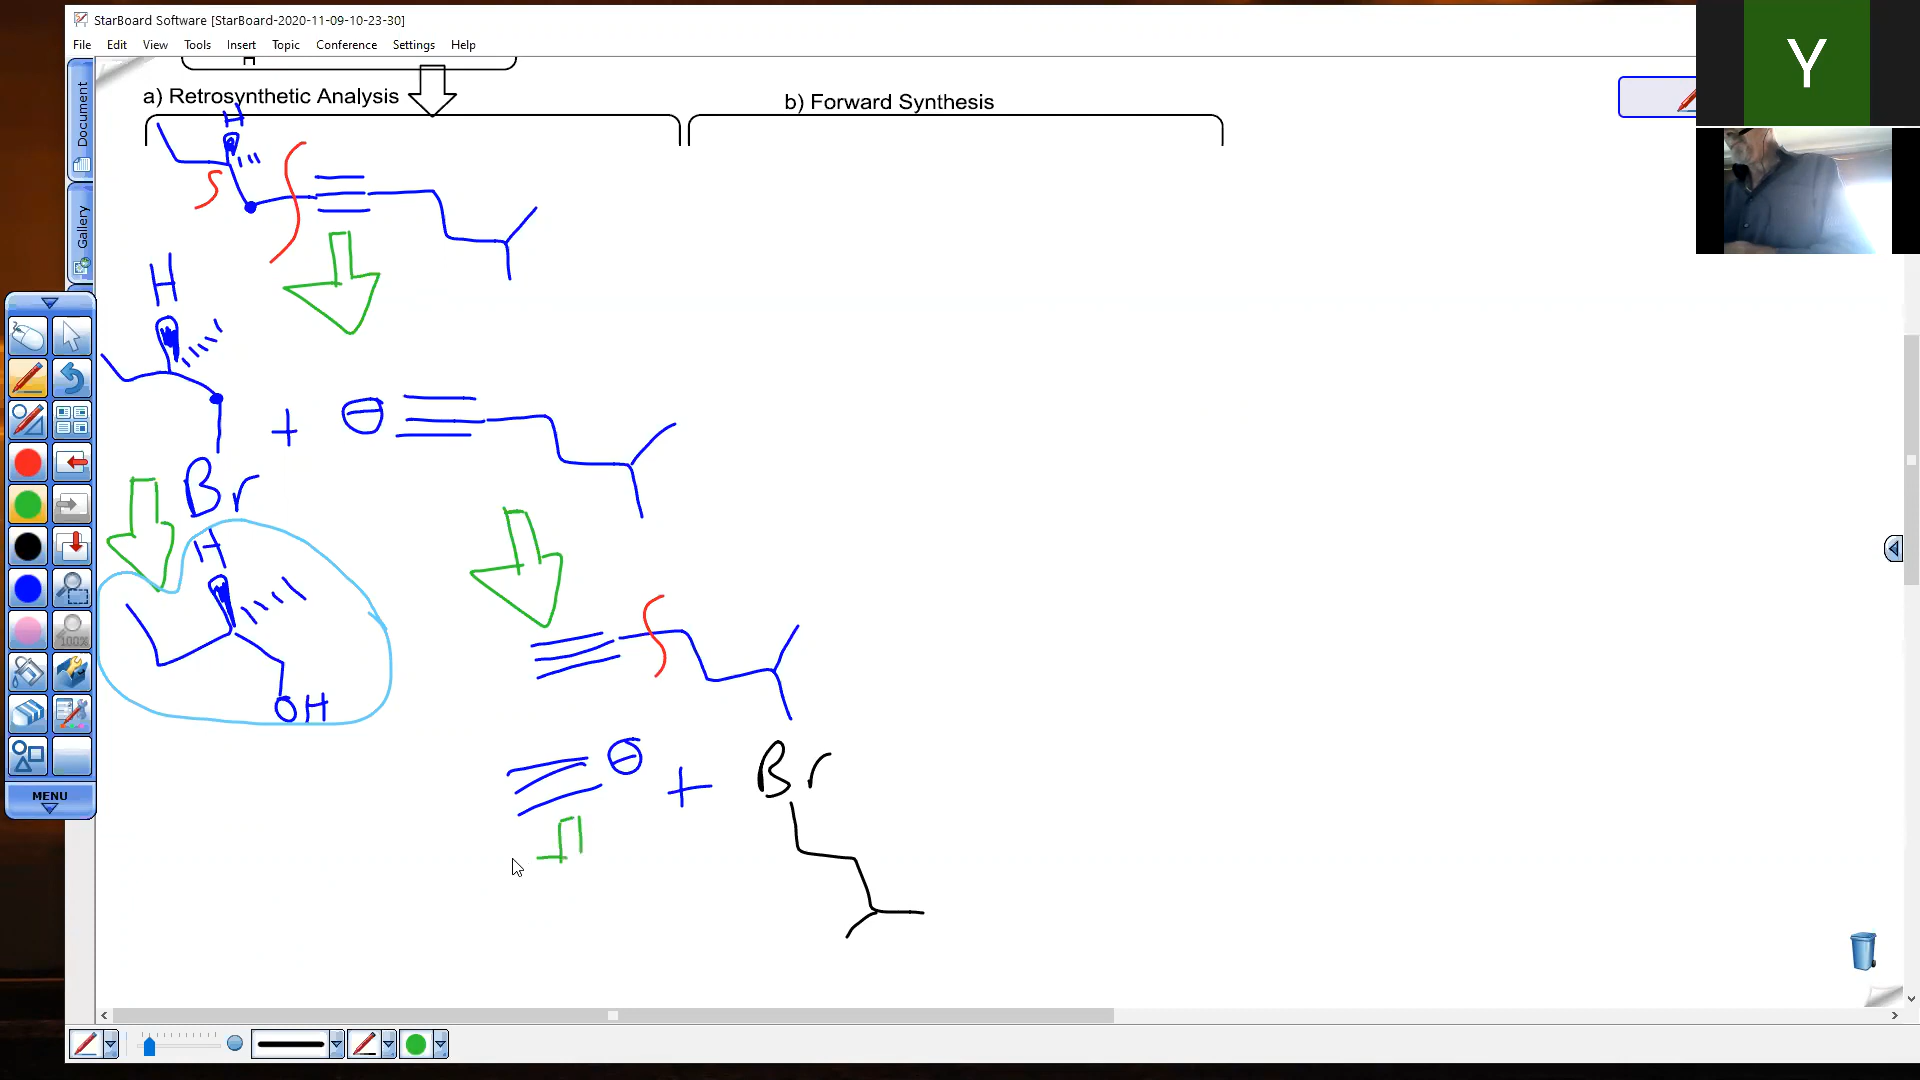 StarBoard Software [StarBoard-2020-11-09-10-23-30]
File Edit View Tools Insert Topic Conference Settings Help
Y
H
a) Retrosynthetic Analysis
b) Forward Synthesis
Document
Gallery
H
H
+ ⊖
Br
H
OH
⊖ + Br
100%
MENU